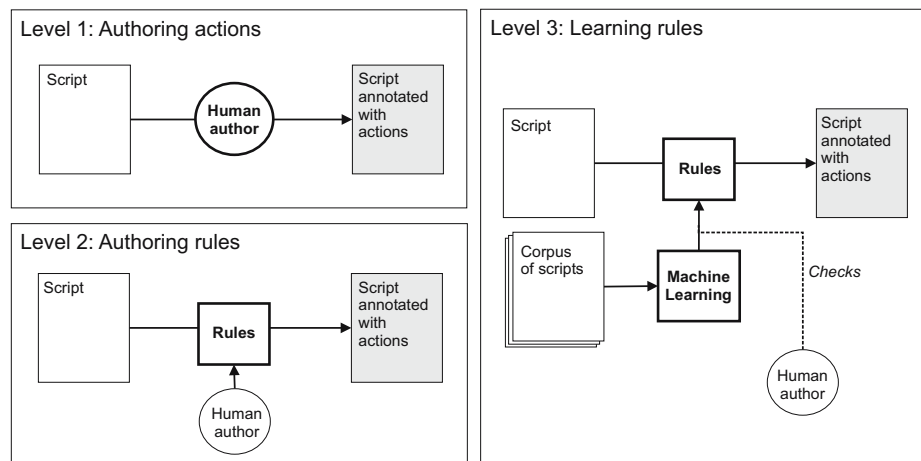 Level 1: Authoring actions
Script
Human
author
Script
annotated
with
actions
Level 2: Authoring rules
Script
Rules
Script
annotated
with
actions
Human
author
Level 3: Learning rules
Script
Rules
Script
annotated
with
actions
Corpus
of scripts
Machine
Learning
Checks
Human
author